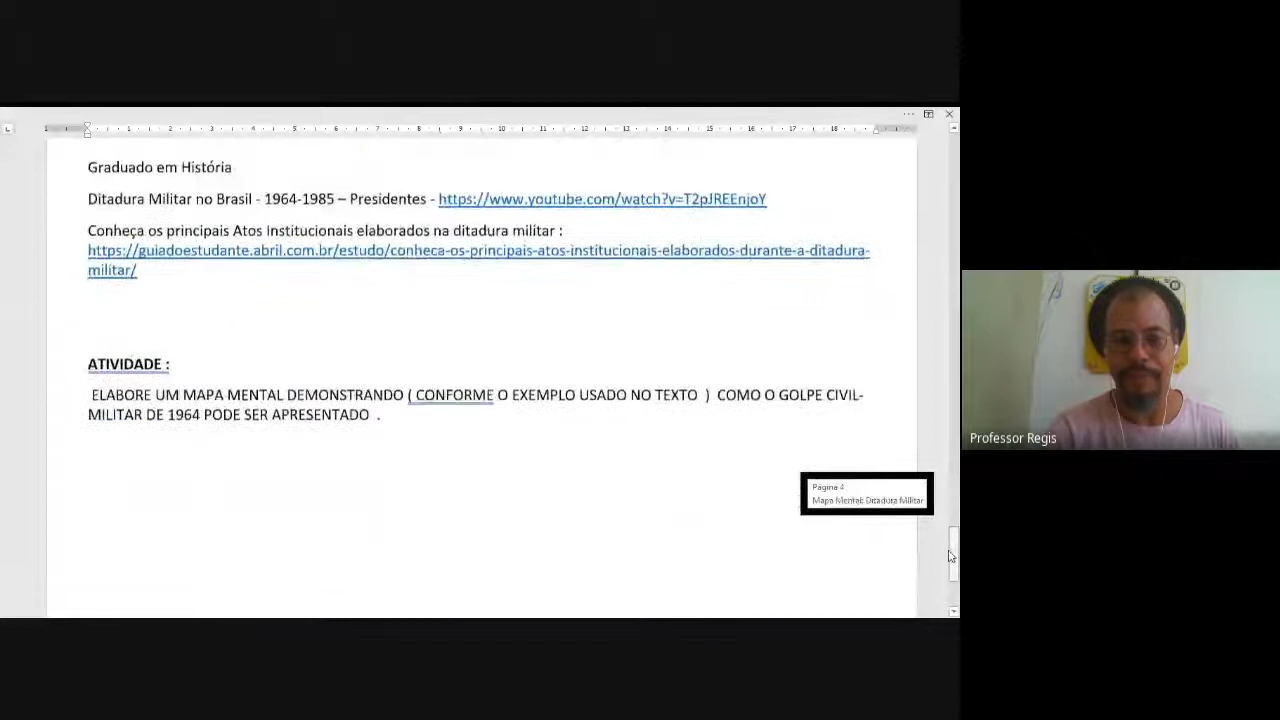 Graduado em História
Ditadura Militar no Brasil - 1964-1985 – Presidentes - https://www.youtube.com/watch?v=T2pJREEnjoY
Conheça os principais Atos Institucionais elaborados na ditadura militar :
https://guiadoestudante.abril.com.br/estudo/conheca-os-principais-atos-institucionais-elaborados-durante-a-ditadura-
militar/
ATIVIDADE :
ELABORE UM MAPA MENTAL DEMONSTRANDO ( CONFORME O EXEMPLO USADO NO TEXTO ) COMO O GOLPE CIVIL-
MILITAR DE 1964 PODE SER APRESENTADO .
Página 4
Mapa Mental: Ditadura Militar
Professor Regis